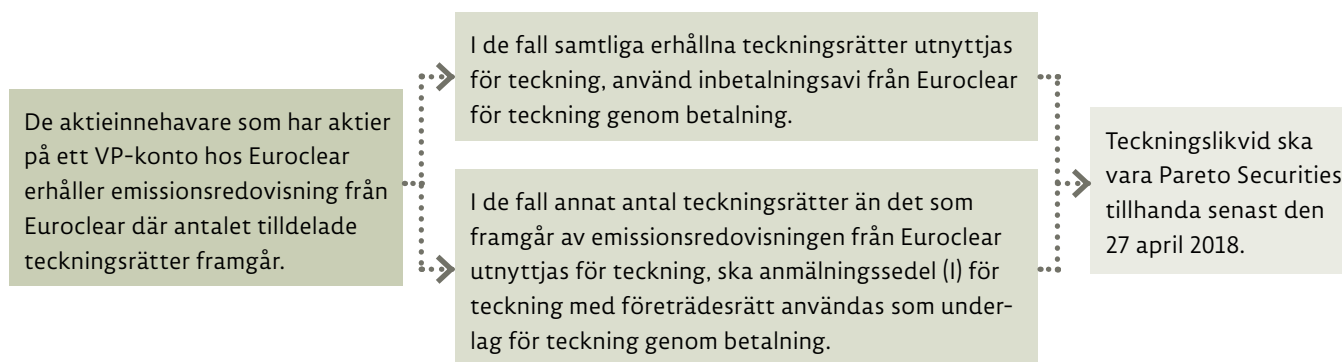 De aktieinnehavare som har aktier
på ett VP-konto hos Euroclear
erhåller emissionsredovisning från
Euroclear där antalet tilldelade
teckningsrätter framgår.
I de fall samtliga erhållna teckningsrätter utnyttjas
för teckning, använd inbetalningsavi från Euroclear
för teckning genom betalning.
I de fall annat antal teckningsrätter än det som
framgår av emissionsredovisningen från Euroclear
utnyttjas för teckning, ska anmälningssedel (I) för
teckning med företrädesrätt användas som under-
lag för teckning genom betalning.
Teckningslikvid ska
vara Pareto Securities
tillhanda senast den
27 april 2018.